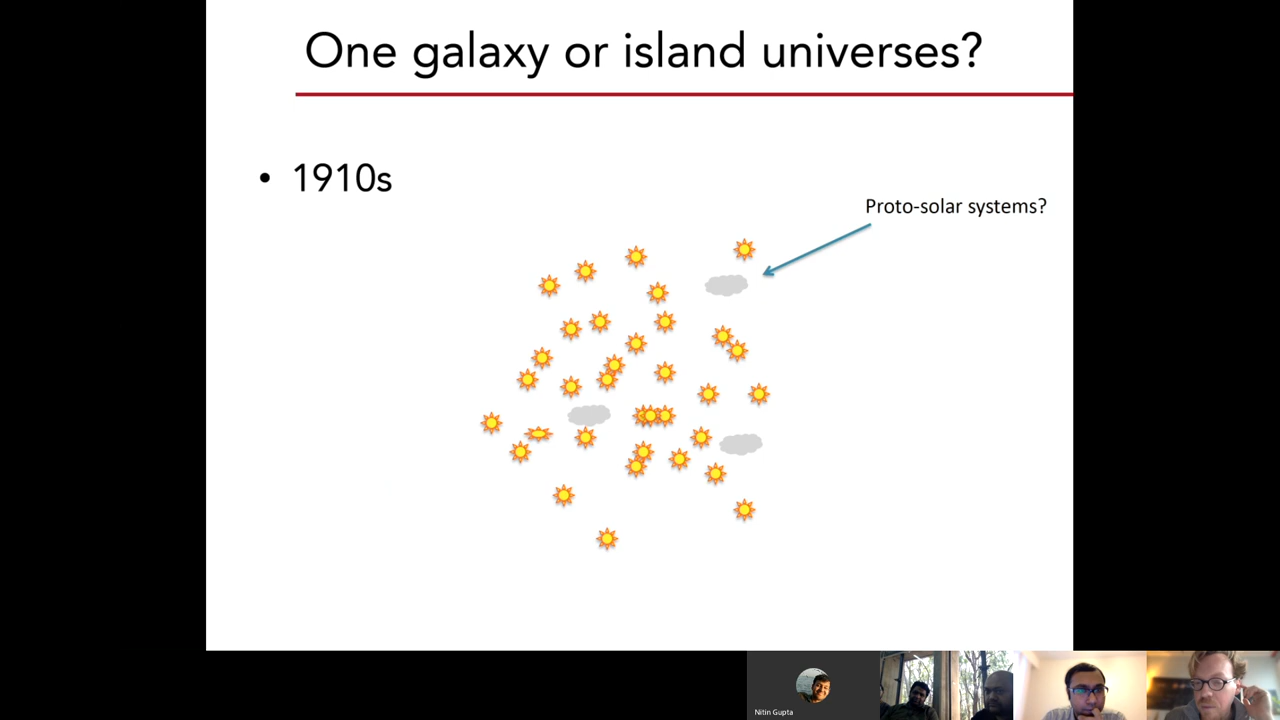 One galaxy or island universes?
• 1910s
Proto-solar systems?
Nitin Gupta